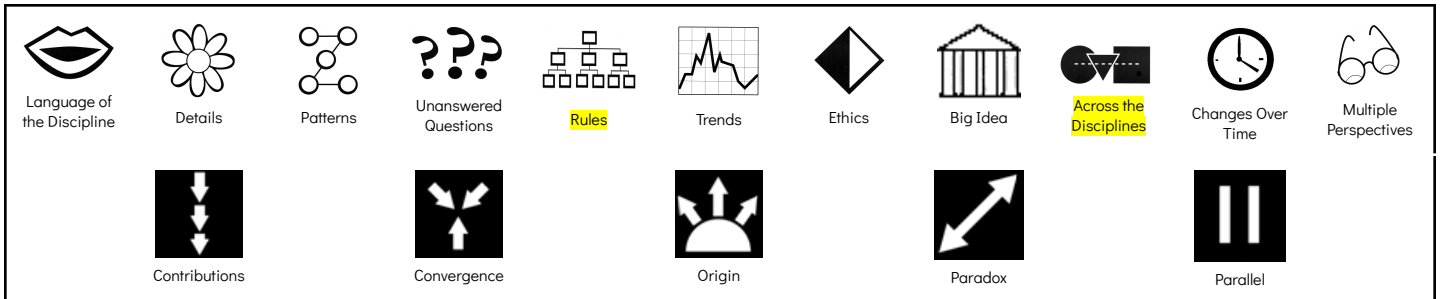 Language of
the Discipline
Details
Patterns
???
Unanswered
Questions
Rules
Trends
Ethics
Big Idea
Across the
Disciplines
Changes Over
Time
Multiple
Perspectives
Contributions
Convergence
Origin
Paradox
Parallel